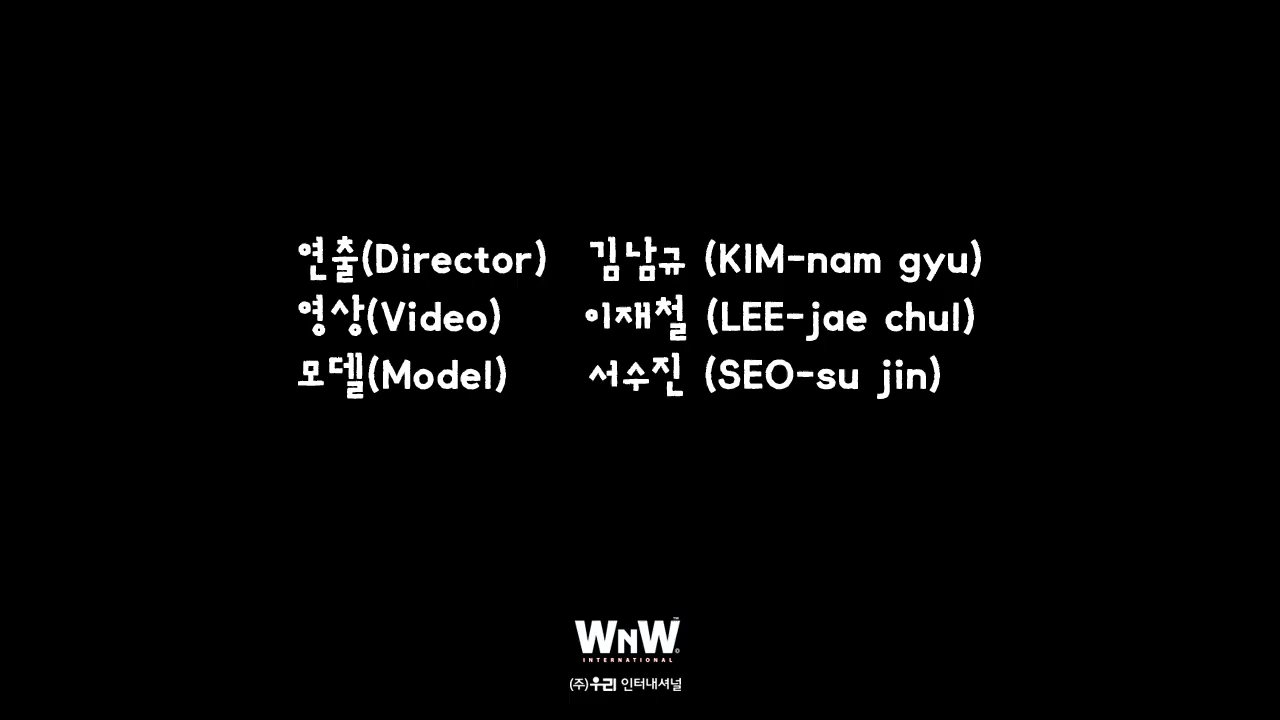 연출(Director) 김남규 (KIM-nam gyu)
영상(Video) 이재철 (LEE-jae chul)
모델(Model) 서수진 (SEO-su jin)
WNW
INTERNATIONAL
(주)우리 인터내셔널